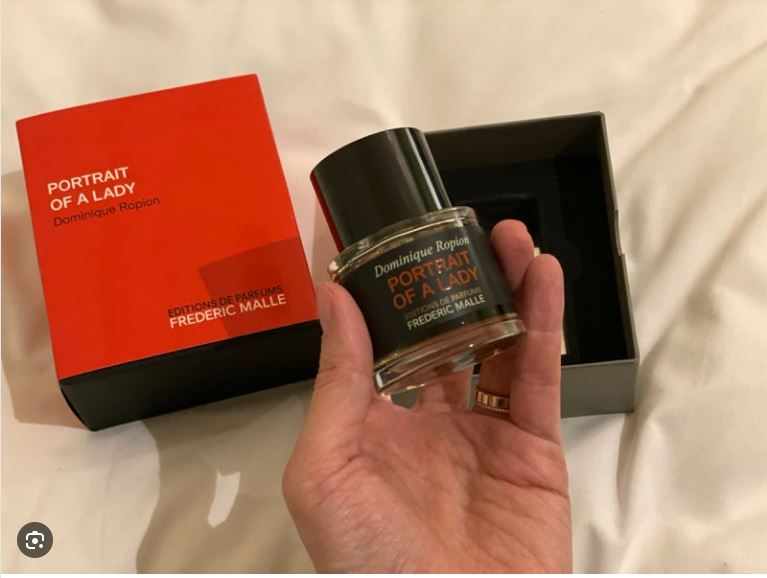 PORTRAIT
OF A LADY
Dominique Ropion
EDITIONS DE PARFUMS
FREDERIC MALLE
Dominique Ropion
PORTRAIT
OF A LADY
EDITIONS DE PARFUMS
FREDERIC MALLE